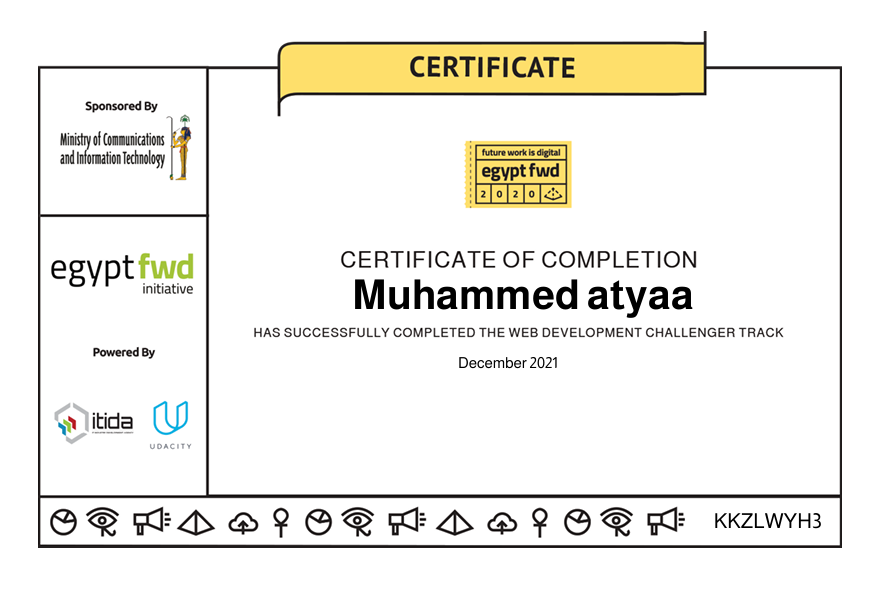 CERTIFICATE
Sponsored By
Ministry of Communications
and Information Technology
egypt fwd
initiative
Powered By
itida
UDACITY
future work is digital
egypt fwd
2 0 2 0
CERTIFICATE OF COMPLETION
Muhammed atyaa
HAS SUCCESSFULLY COMPLETED THE WEB DEVELOPMENT CHALLENGER TRACK
December 2021
KKZLWYH3